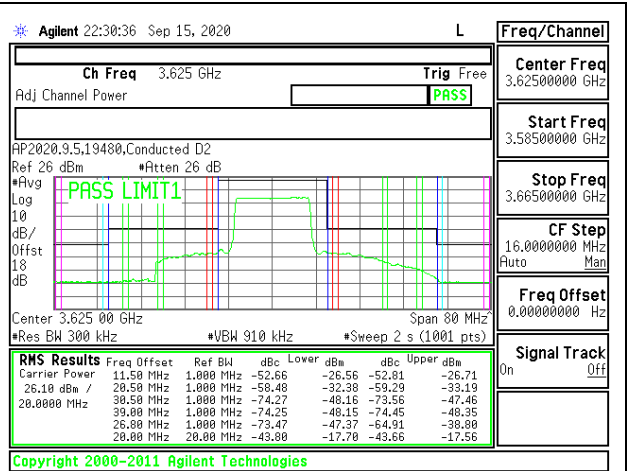 Agilent 22:30:36 Sep 15, 2020 L Freq/Channel
Ch Freq 3.625 GHz Trig Free
Adj Channel Power PASS
Center Freq
3.62500000 GHz
Start Freq
3.58500000 GHz
AP2020.9.5,19480,Conducted D2
Ref 26 dBm #Atten 26 dB
#Avg
Log
10
dB/
Offst
18
dB
PASS LIMIT1
Stop Freq
3.66500000 GHz
CF Step
16.0000000 MHz
Auto Man
Freq Offset
0.00000000 Hz
Center 3.625 00 GHz Span 80 MHz^
#Res BW 300 kHz #VBW 910 kHz #Sweep 2 s (1001 pts)
Signal Track
On Off
RMS Results Freq Offset Ref BW dBc Lower dBm dBc Upper dBm
Carrier Power 11.50 MHz 1.000 MHz -52.66 -26.56 -52.81 -26.71
26.10 dBm / 20.50 MHz 1.000 MHz -58.48 -32.38 -59.29 -33.19
20.0000 MHz 30.50 MHz 1.000 MHz -74.27 -48.16 -73.56 -47.46
39.00 MHz 1.000 MHz -74.25 -48.15 -74.45 -48.35
26.80 MHz 1.000 MHz -73.47 -47.37 -64.91 -38.80
20.00 MHz 20.00 MHz -43.80 -17.70 -43.66 -17.56
Copyright 2000-2011 Agilent Technologies